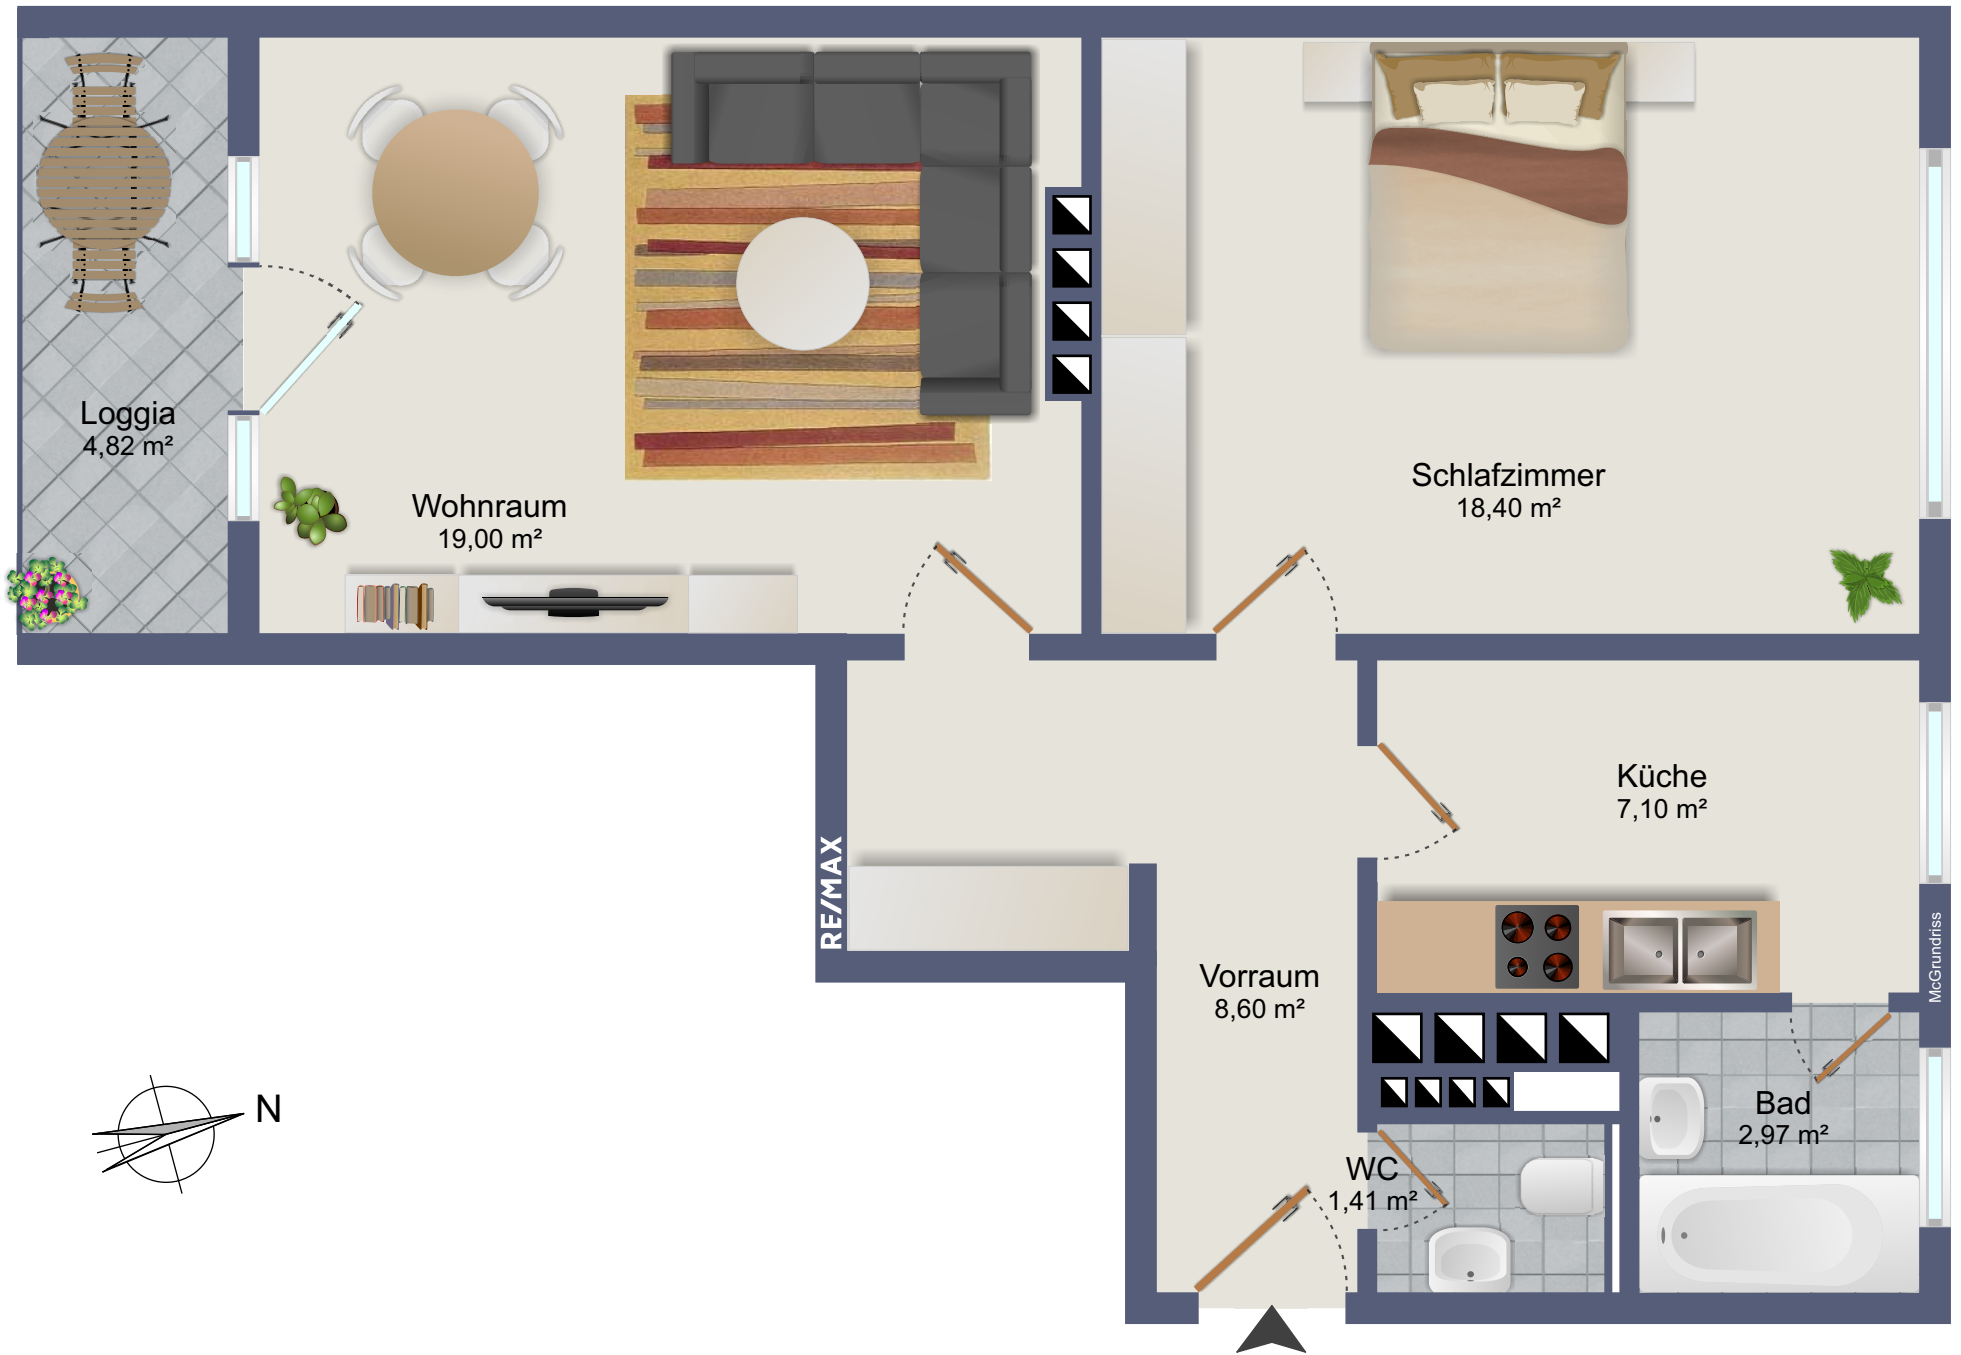 Loggia
4,82 m²
Wohnraum
19,00 m²
Schlafzimmer
18,40 m²
Küche
7,10 m²
RE/MAX
McGrundriss
Vorraum
8,60 m²
Bad
2,97 m²
WC
1,41 m²
N